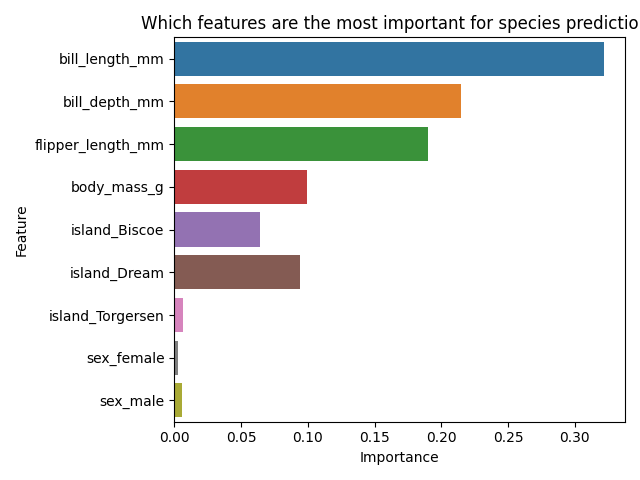 Which features are the most important for species predictio
bill_length_mm
bill_depth_mm
flipper_length_mm
body_mass_g
island_Biscoe
island_Dream
island_Torgersen
sex_female
sex_male
Feature
0.00 0.05 0.10 0.15 0.20 0.25 0.30
Importance